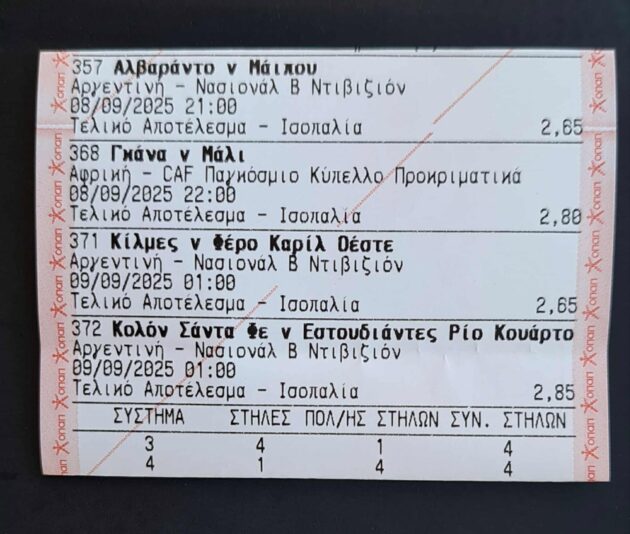 357 Αλβαράντο v Μάιπου
Αργεντινή - Νασιονάλ Β Ντιβιζιόν
08/09/2025 21:00
Τελικό Αποτέλεσμα - Ισοπαλία 2,65
368 Γκάνα v Μάλι
Αφρική - CAF Παγκόσμιο Κύπελλο Προκριματικά
08/09/2025 22:00
Τελικό Αποτέλεσμα - Ισοπαλία 2,80
371 Κίλμες v Φέρο Καρίλ Οέστε
Αργεντινή - Νασιονάλ Β Ντιβιζιόν
09/09/2025 01:00
Τελικό Αποτέλεσμα - Ισοπαλία 2,65
372 Κολόν Σάντα Φε v Εστουδιάντες Ρίο Κουάρτο
Αργεντινή - Νασιονάλ Β Ντιβιζιόν
09/09/2025 01:00
Τελικό Αποτέλεσμα - Ισοπαλία 2,85
ΣΥΣΤΗΜΑ ΣΤΗΛΕΣ ΠΟΛ/ΗΣ ΣΤΗΛΩΝ ΣΥΝ. ΣΤΗΛΩΝ
3 4 1 4
4 1 4 4